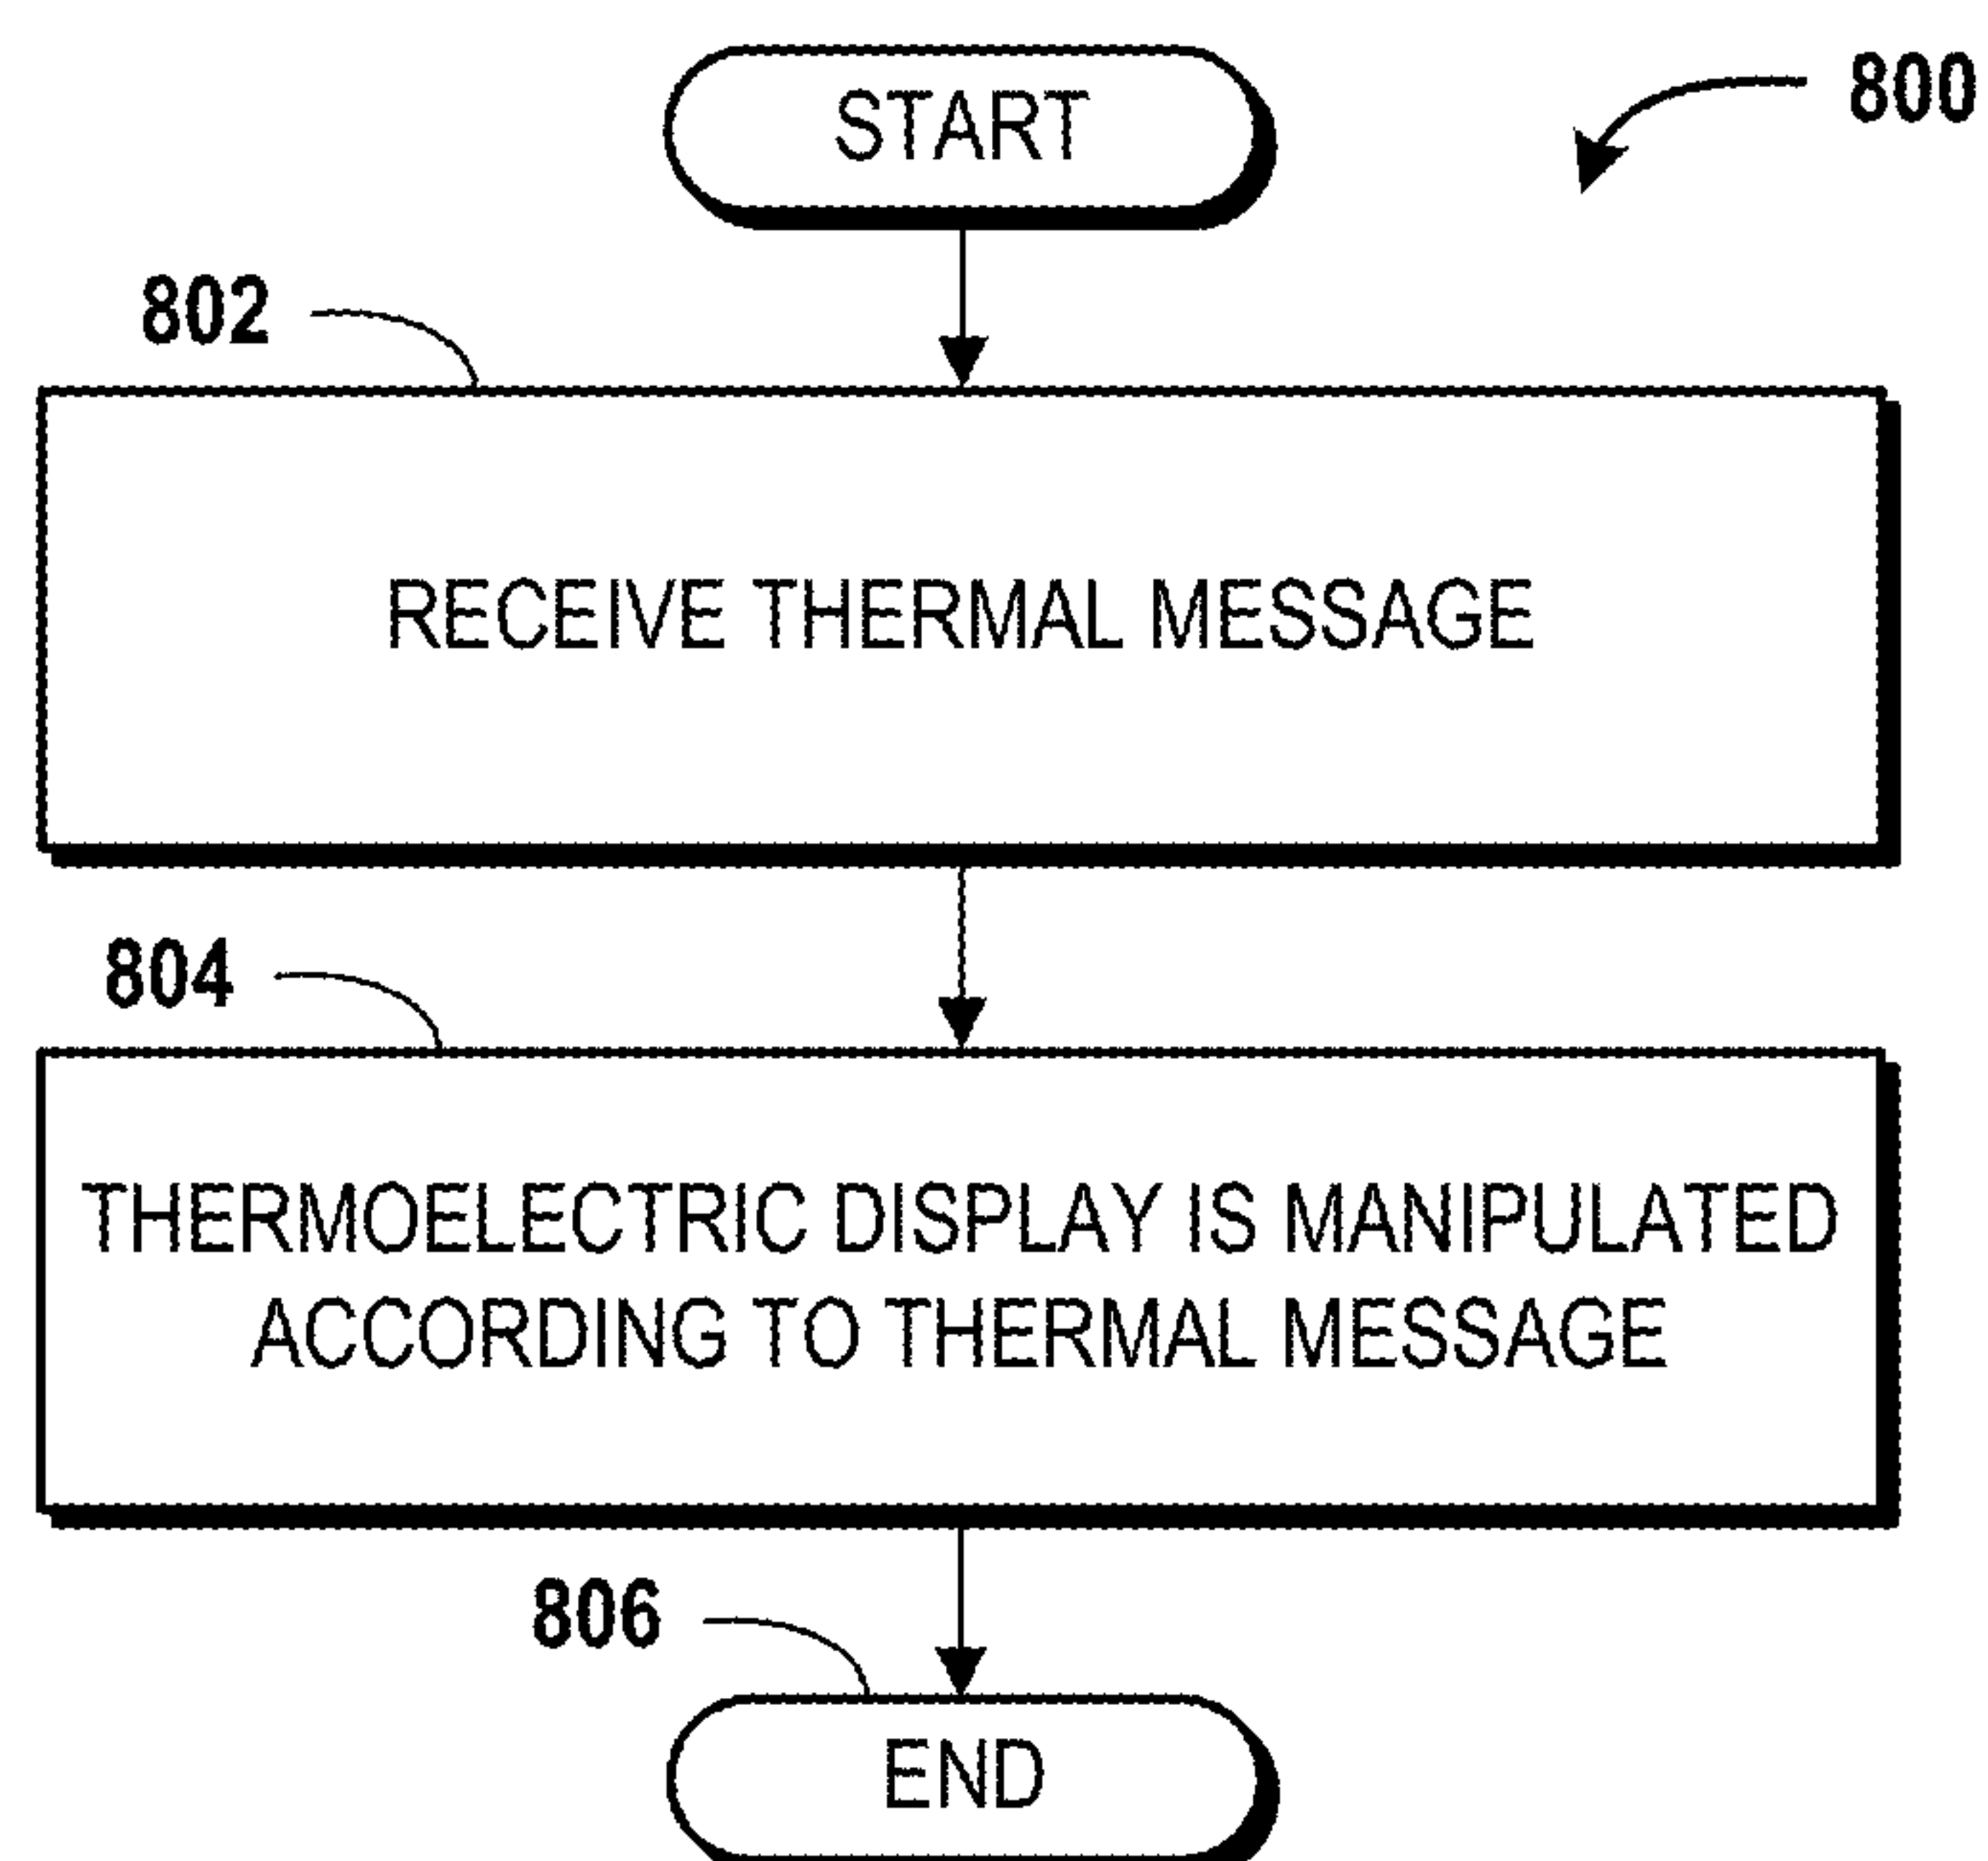 START
800
802
RECEIVE THERMAL MESSAGE
804
THERMOELECTRIC DISPLAY IS MANIPULATED
ACCORDING TO THERMAL MESSAGE
806
END